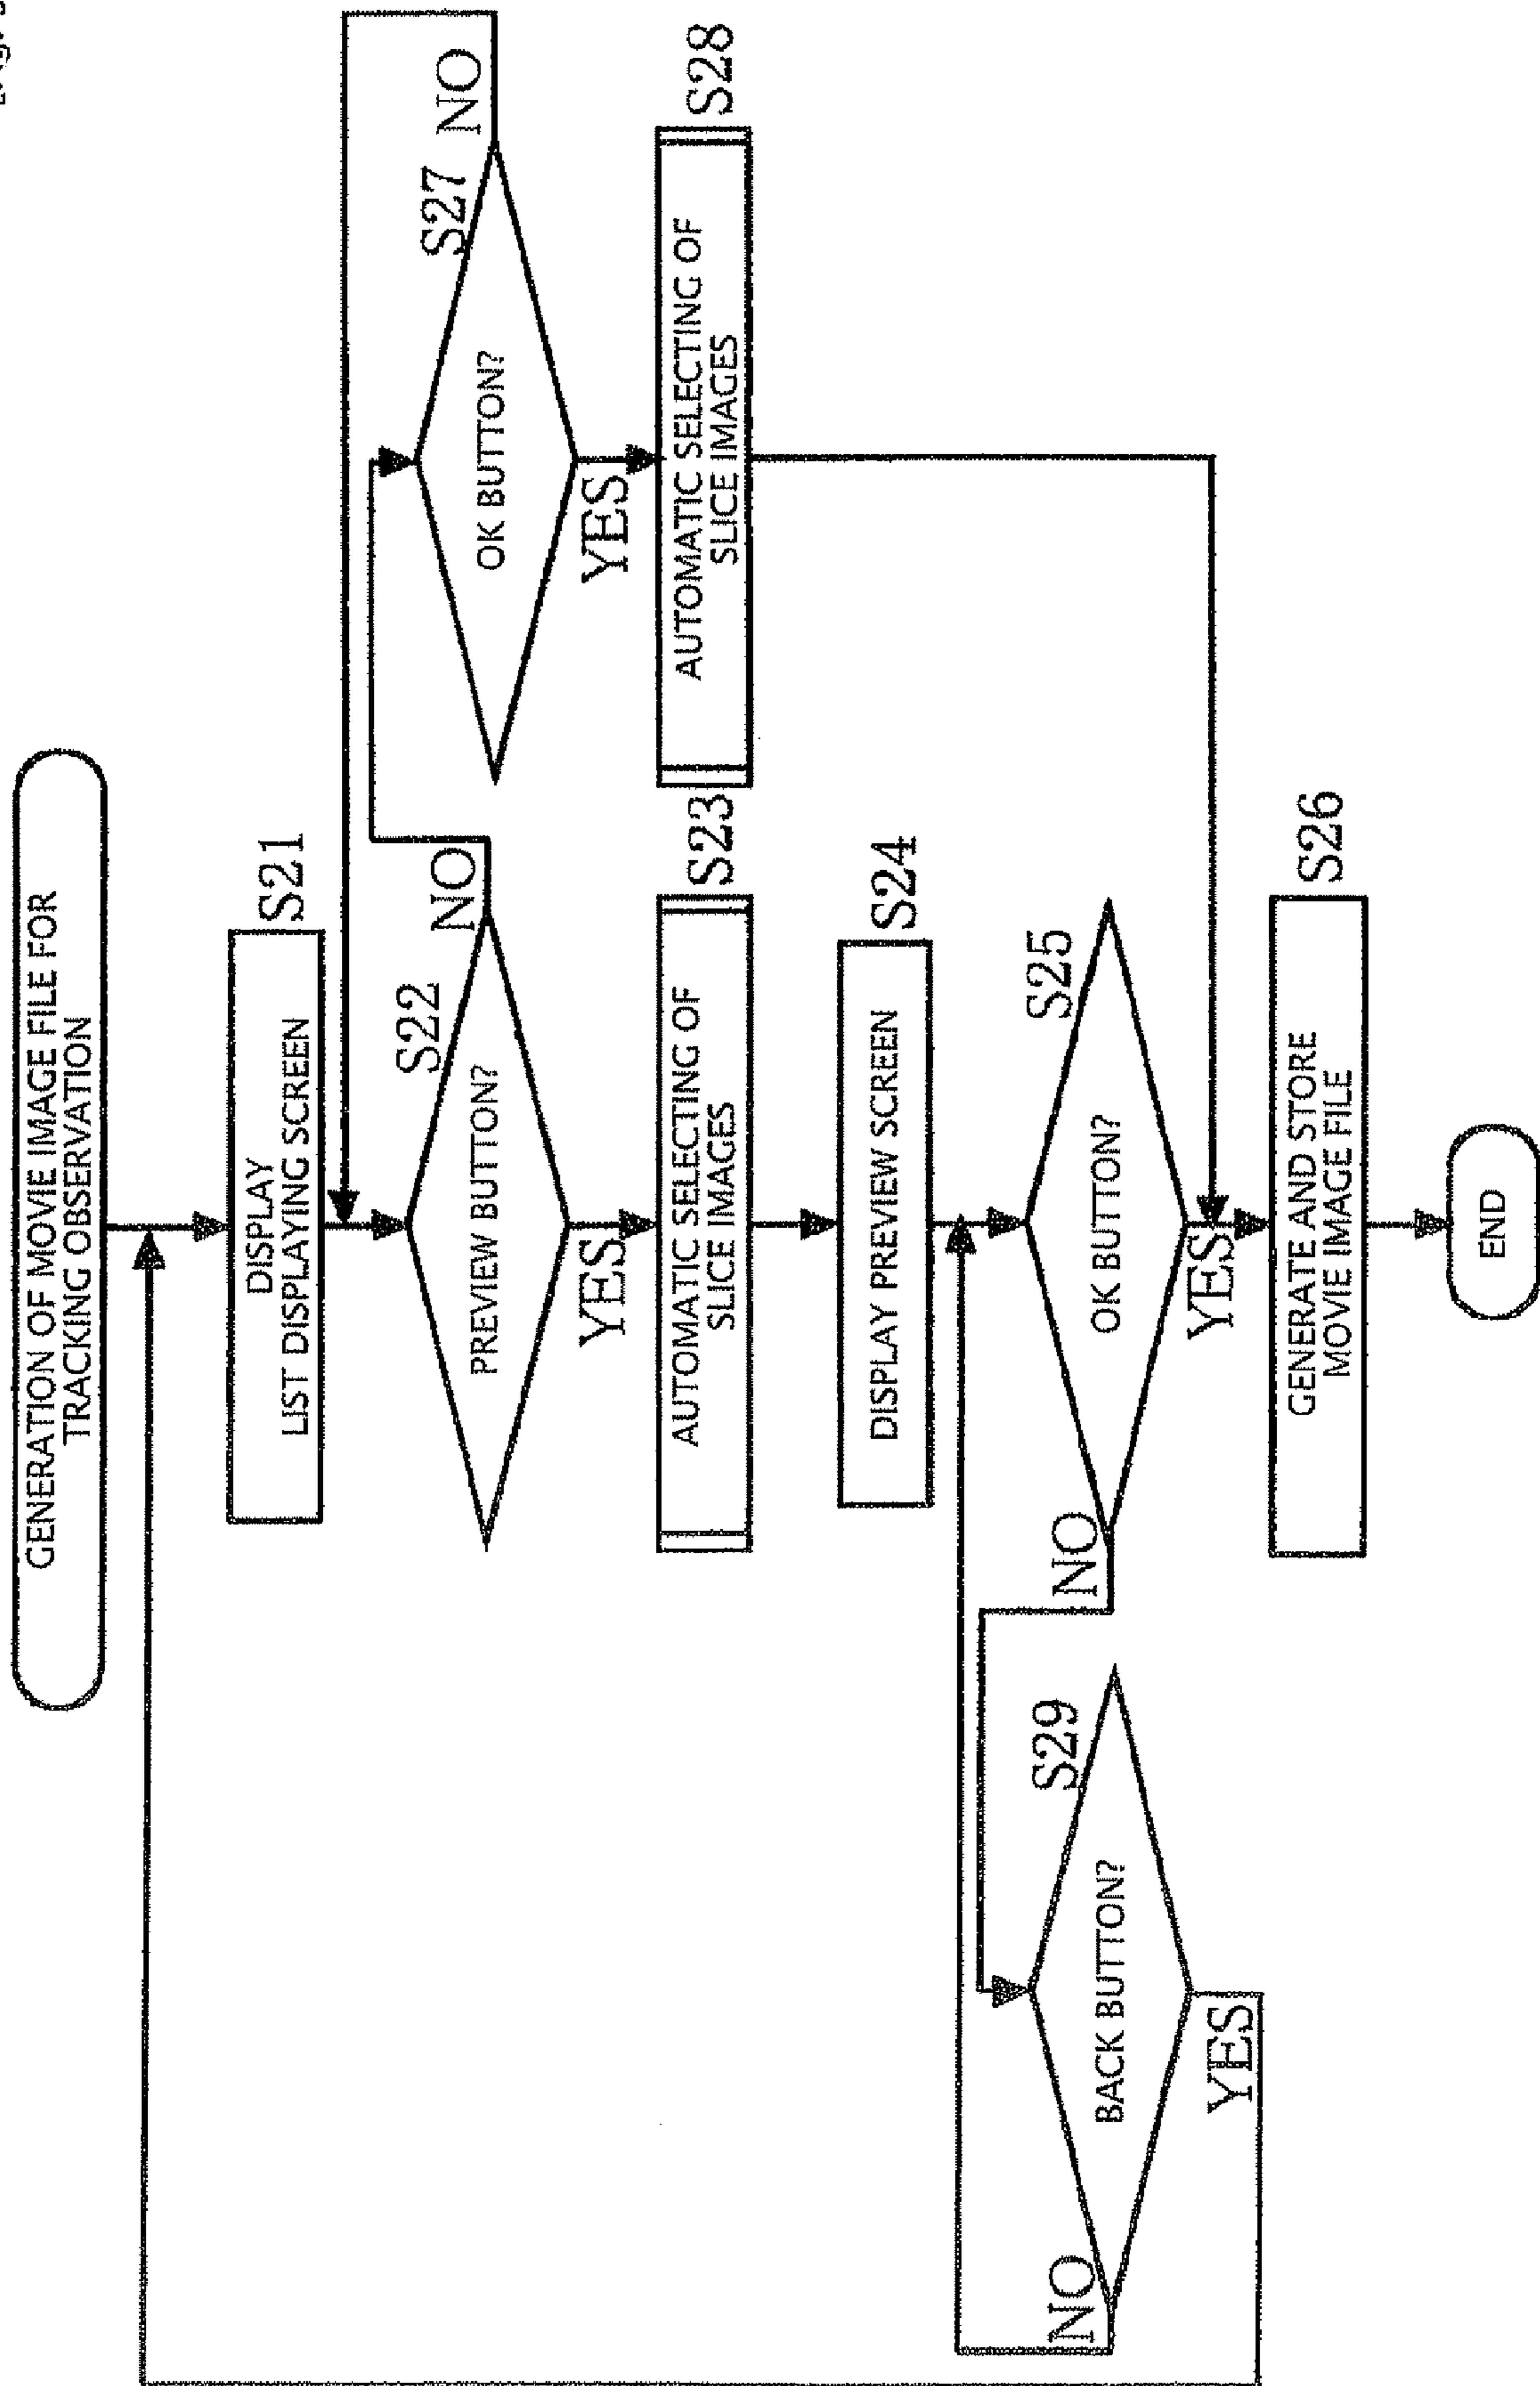 GENERATION OF MOVIE IMAGE FILE FOR
TRACKING OBSERVATION
S21
DISPLAY
LIST DISPLAYING SCREEN
S22
PREVIEW BUTTON?
NO
YES
S27
OK BUTTON?
NO
YES
S23
AUTOMATIC SELECTING OF
SLICE IMAGES
S28
AUTOMATIC SELECTING OF
SLICE IMAGES
S24
DISPLAY PREVIEW SCREEN
S29
BACK BUTTON?
NO
YES
S25
OK BUTTON?
NO
YES
S26
GENERATE AND STORE
MOVIE IMAGE FILE
END